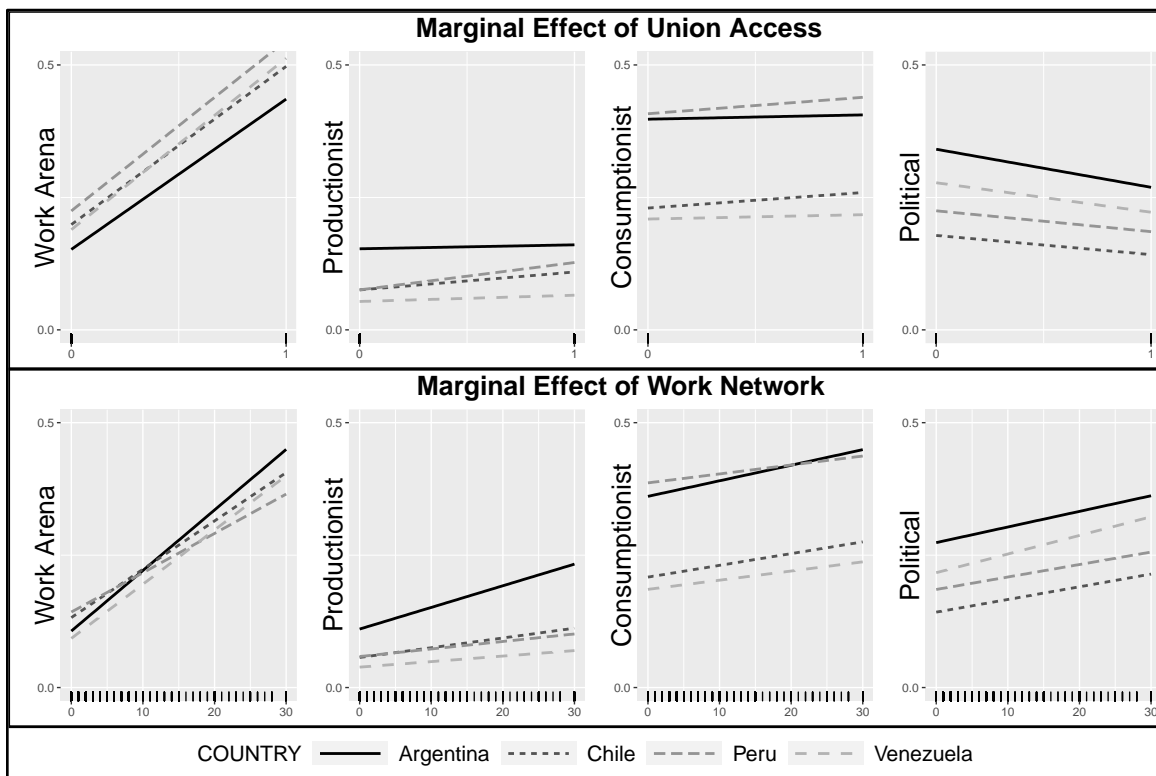 Marginal Effect of Union Access
Work Arena
0.5
0.0
0
1
Productionist
0.5
0.0
0
1
Consumptionist
0.5
0.0
0
1
Political
0.5
0.0
0
1
Marginal Effect of Work Network
Work Arena
0.5
0.0
0 10 20 30
Productionist
0.5
0.0
0 10 20 30
Consumptionist
0.5
0.0
0 10 20 30
Political
0.5
0.0
0 10 20 30
COUNTRY Argentina Chile Peru Venezuela